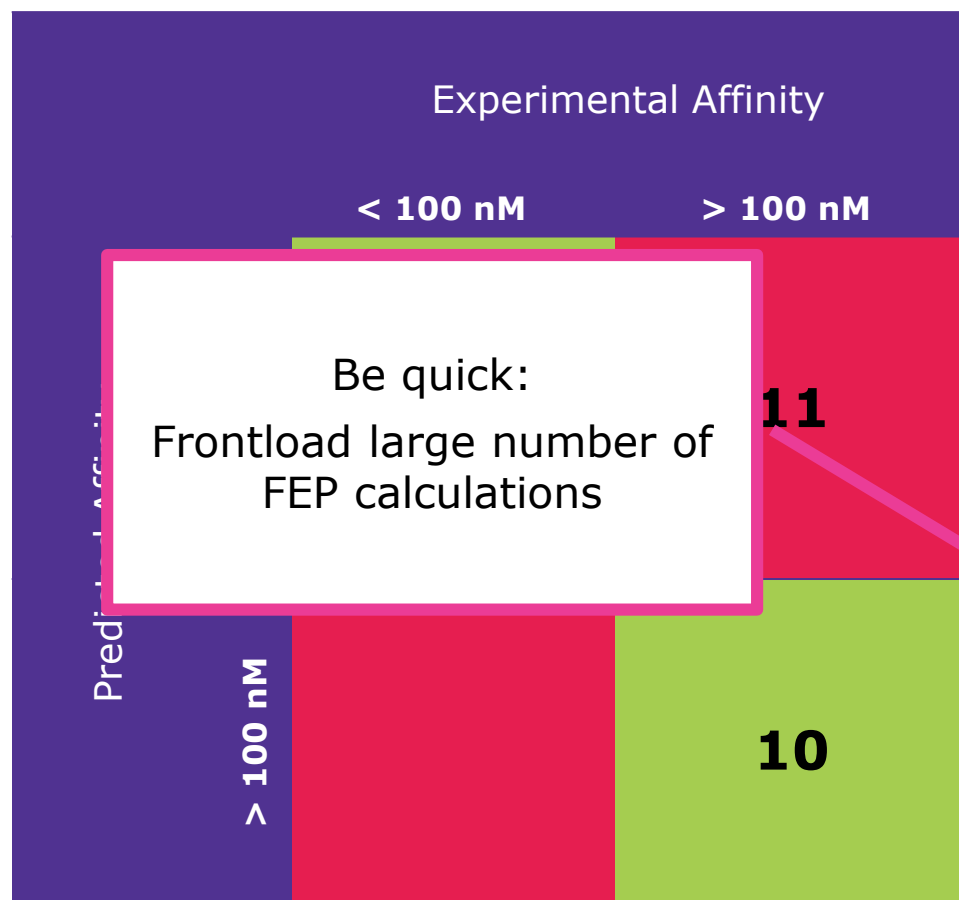 Experimental Affinity
< 100 nM
> 100 nM
Be quick:
Frontload large number of
FEP calculations
11
> 100 nM
10